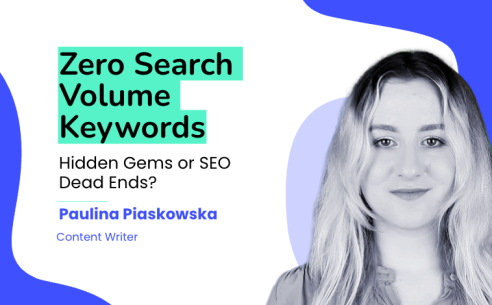 Zero Search
Volume
Keywords
Hidden Gems or SEO
Dead Ends?
Paulina Piaskowska
Content Writer